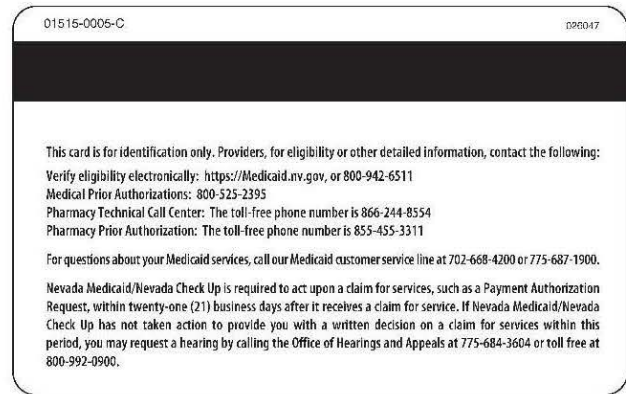 01515-0005-C 026047
This card is for identification only. Providers, for eligibility or other detailed information, contact the following:
Verify eligibility electronically: https://Medicaid.nv.gov, or 800-942-6511
Medical Prior Authorizations: 800-525-2395
Pharmacy Technical Call Center: The toll-free phone number is 866-244-8554
Pharmacy Prior Authorization: The toll-free phone number is 855-455-3311
For questions about your Medicaid services, call our Medicaid customer service line at 702-668-4200 or 775-687-1900.
Nevada Medicaid/Nevada Check Up is required to act upon a claim for services, such as a Payment Authorization
Request, within twenty-one (21) business days after it receives a claim for service. If Nevada Medicaid/Nevada
Check Up has not taken action to provide you with a written decision on a claim for services within this
period, you may request a hearing by calling the Office of Hearings and Appeals at 775-684-3604 or toll free at
800-992-0900.